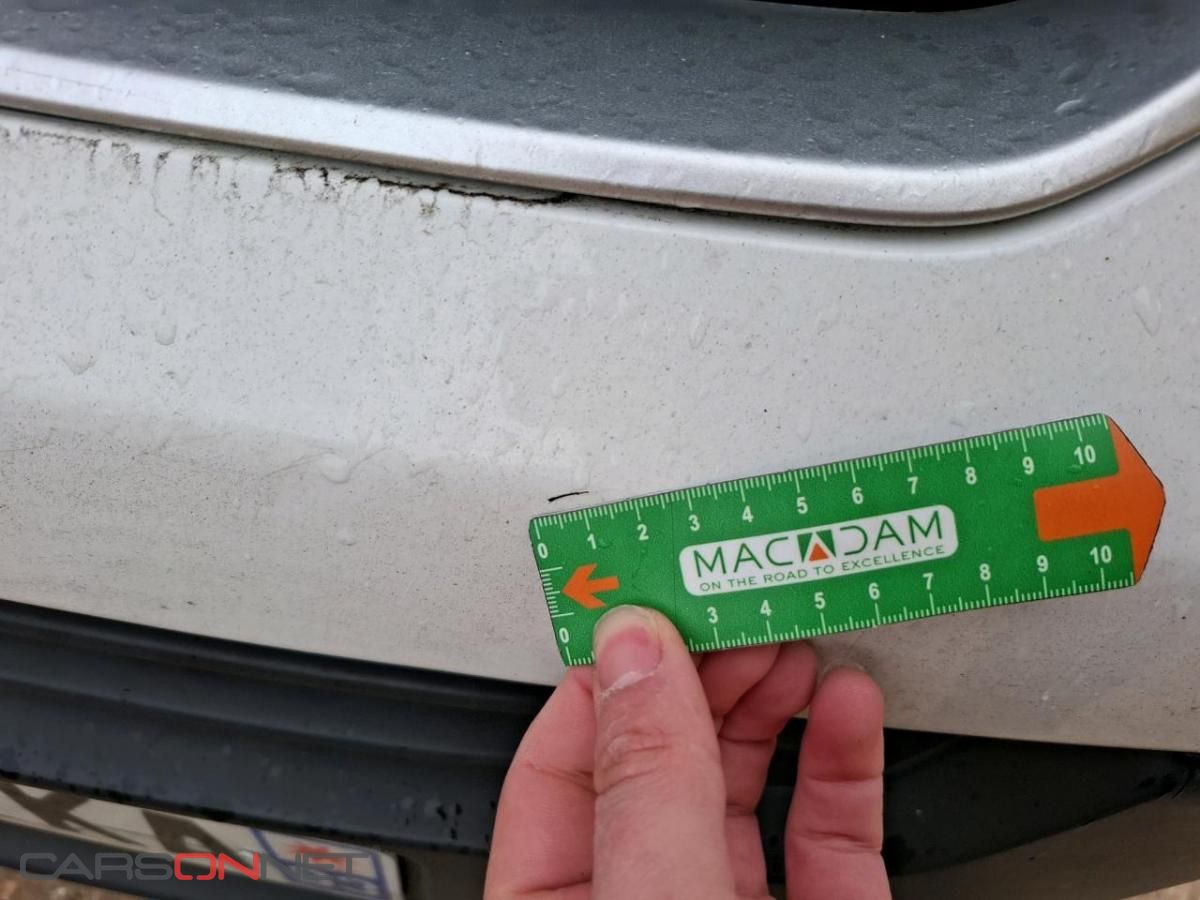 0 1 2 3 4 5 6 7 8 9 10
MACADAM
ON THE ROAD TO EXCELLENCE
0 3 4 5 6 7 8 9 10
CARSONNET